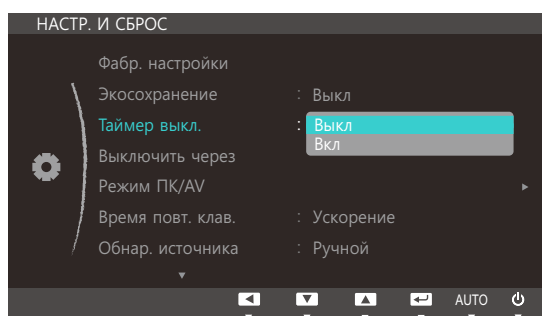 НАСТР. И СБРОС
Фабр. настройки
Экосохранение : Выкл
Таймер выкл. : Выкл
Вкл
Выключить через
Режим ПК/AV
Время повт. клав. : Ускорение
Обнар. источника : Ручной
AUTO